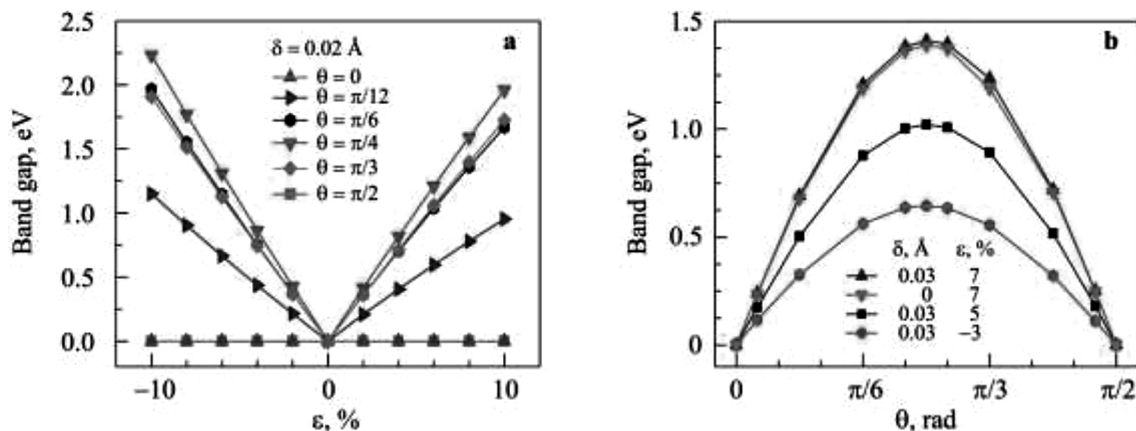 a
δ = 0.02 Å
θ = 0
θ = π/12
θ = π/6
θ = π/4
θ = π/3
θ = π/2
Band gap, eV
2.5
2.0
1.5
1.0
0.5
0.0
−10
0
10
ε, %
b
Band gap, eV
1.5
1.0
0.5
0
δ, Å ε, %
0.03 7
0 7
0.03 5
0.03 −3
0
π/6
π/3
π/2
θ, rad